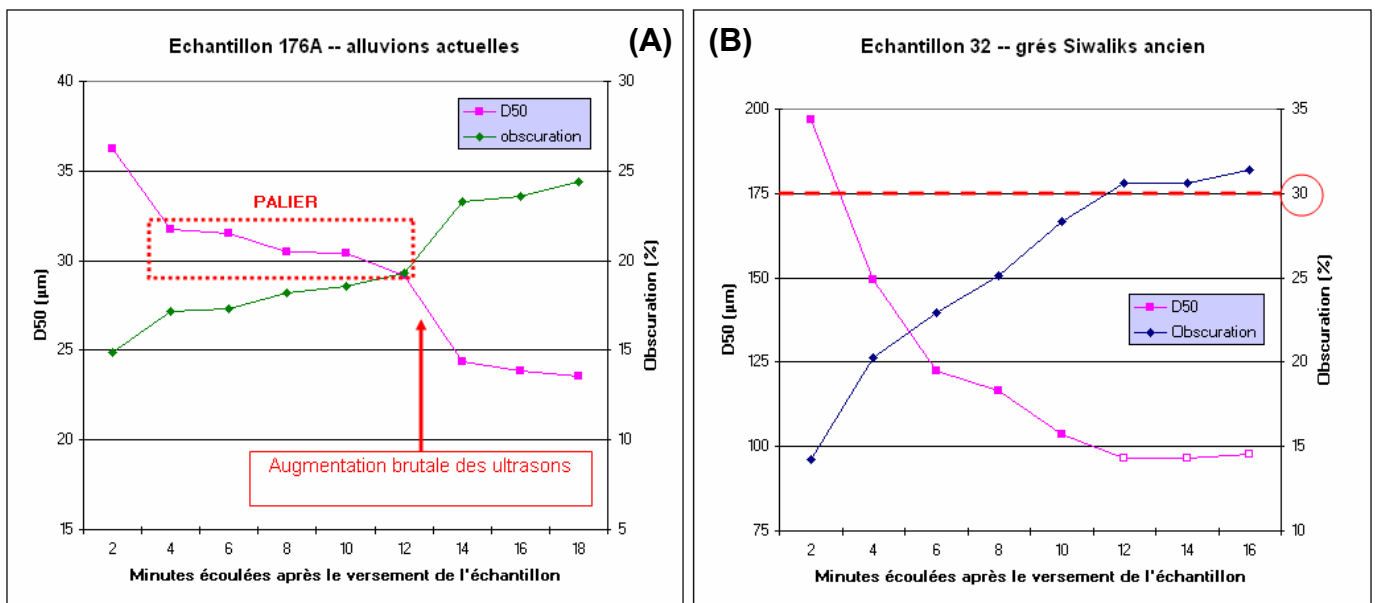 Echantillon 176A -- alluvions actuelles
(A)
40
35
30
25
20
15
D50 (µm)
30
25
20
15
10
5
Obscuration (%)
D50
obscuration
PALIER
Augmentation brutale des ultrasons
2 4 6 8 10 12 14 16 18
Minutes écoulées après le versement de l'échantillon
(B)
Echantillon 32 -- grés Siwaliks ancien
200
175
150
125
100
75
D50 (µm)
35
30
25
20
15
10
Obscuration (%)
D50
Obscuration
2 4 6 8 10 12 14 16
Minutes écoulées après le versement de l'échantillon